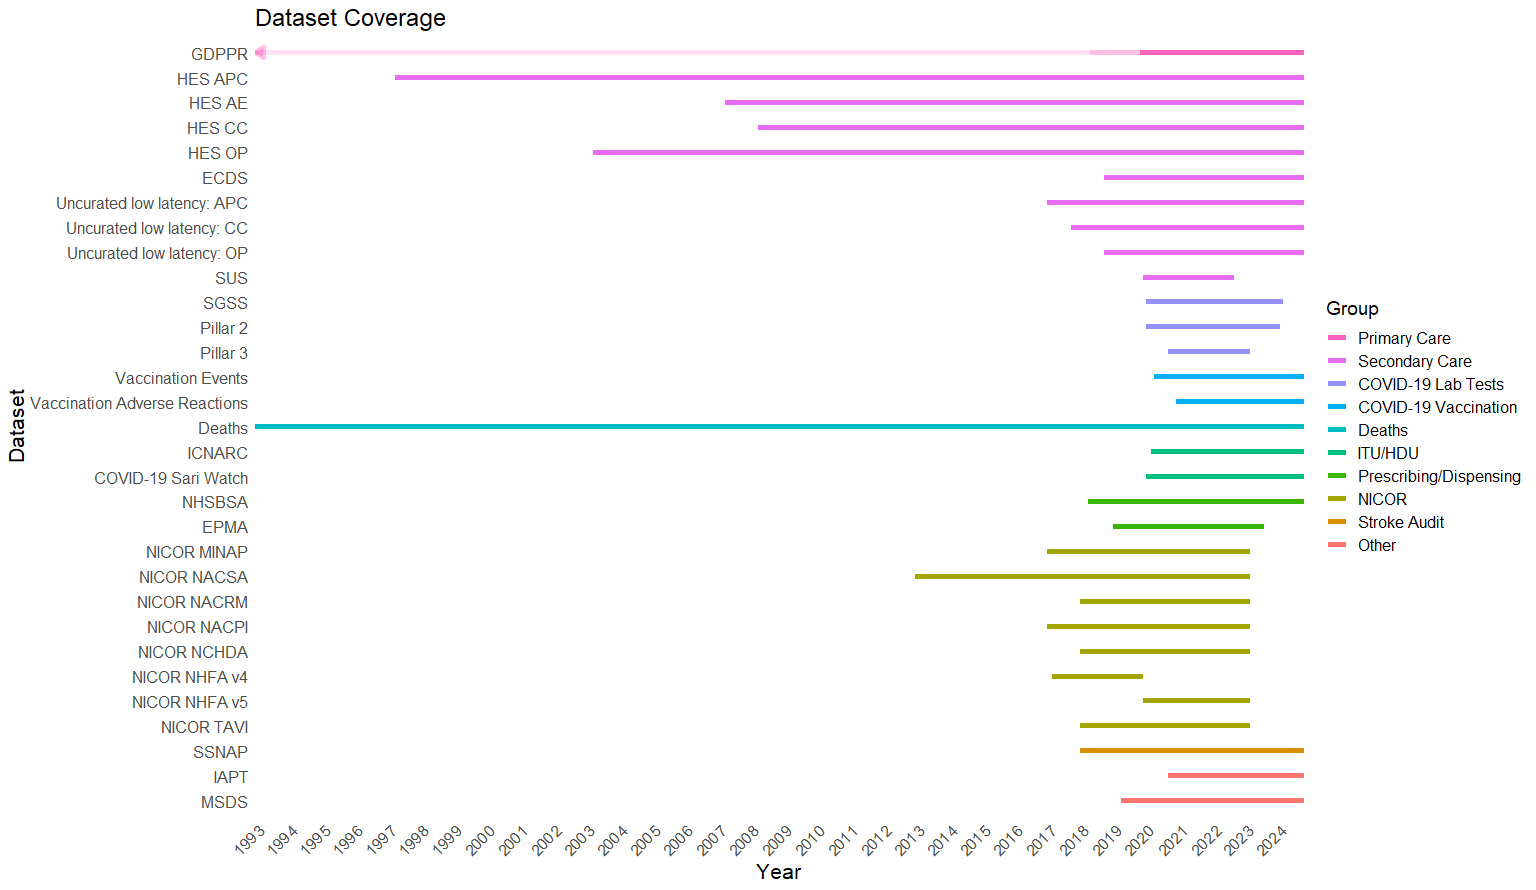 Dataset Coverage
GDPPR
HES APC
HES AE
HES CC
HES OP
ECDS
Uncurated low latency: APC
Uncurated low latency: CC
Uncurated low latency: OP
SUS
SGSS
Pillar 2
Pillar 3
Vaccination Events
Vaccination Adverse Reactions
Deaths
ICNARC
COVID-19 Sari Watch
NHSBSA
EPMA
NICOR MINAP
NICOR NACSA
NICOR NACRM
NICOR NACPI
NICOR NCHDA
NICOR NHFA v4
NICOR NHFA v5
NICOR TAVI
SSNAP
IAPT
MSDS
Dataset
1993 1994 1995 1996 1997 1998 1999 2000 2001 2002 2003 2004 2005 2006 2007 2008 2009 2010 2011 2012 2013 2014 2015 2016 2017 2018 2019 2020 2021 2022 2023 2024
Year
Group
Primary Care
Secondary Care
COVID-19 Lab Tests
COVID-19 Vaccination
Deaths
ITU/HDU
Prescribing/Dispensing
NICOR
Stroke Audit
Other